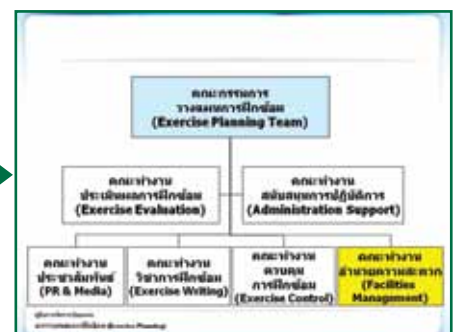 คณะกรรมการ
วางแผนการฝึกซ้อม
(Exercise Planning Team)
คณะทำงาน
ประเมินผลการฝึกซ้อม
(Exercise Evaluation)
คณะทำงาน
สนับสนุนการปฏิบัติการ
(Administration Support)
คณะทำงาน
ประชาสัมพันธ์
(PR & Media)
คณะทำงาน
วิชาการฝึกซ้อม
(Exercise Writing)
คณะทำงาน
ควบคุม
การฝึกซ้อม
(Exercise Control)
คณะทำงาน
อำนวยความสะดวก
(Facilities
Management)
(Exercise Planning)